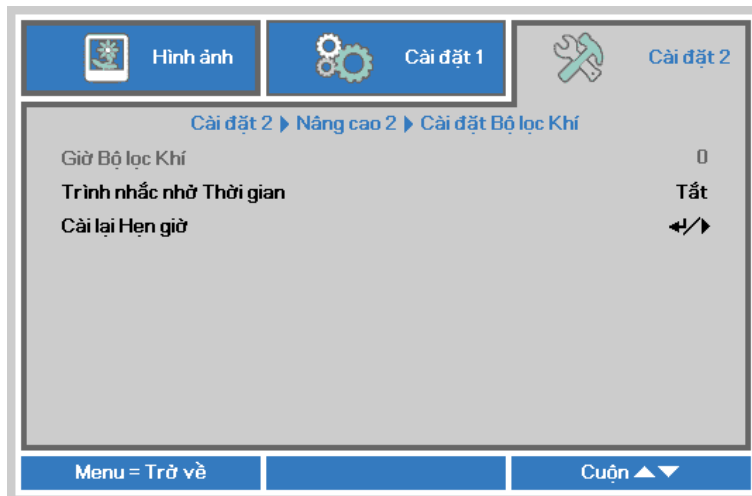 Hình ảnh
Cài đặt 1
Cài đặt 2
Cài đặt 2 ▶ Nâng cao 2 ▶ Cài đặt Bộ lọc Khí
Giờ Bộ lọc Khí 0
Trình nhắc nhở Thời gian Tắt
Cài lại Hẹn giờ ↵/▶
Menu = Trở về
Cuộn ▲▼